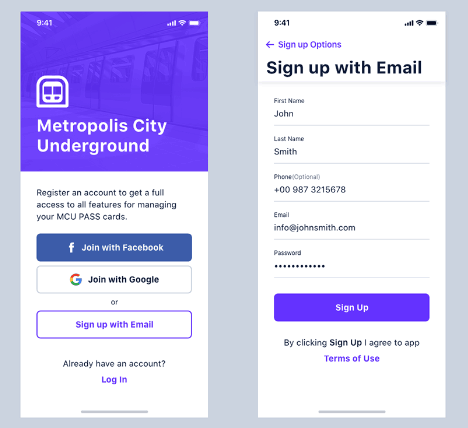 9:41
Metropolis City
Underground
Register an account to get a full
access to all features for managing
your MCU PASS cards.
Join with Facebook
Join with Google
or
Sign up with Email
Already have an account?
Log In
9:41
Sign up Options
Sign up with Email
First Name
John
Last Name
Smith
Phone(Optional)
+00 987 3215678
Email
info@johnsmith.com
Password
••••••••••••
Sign Up
By clicking Sign Up I agree to app
Terms of Use